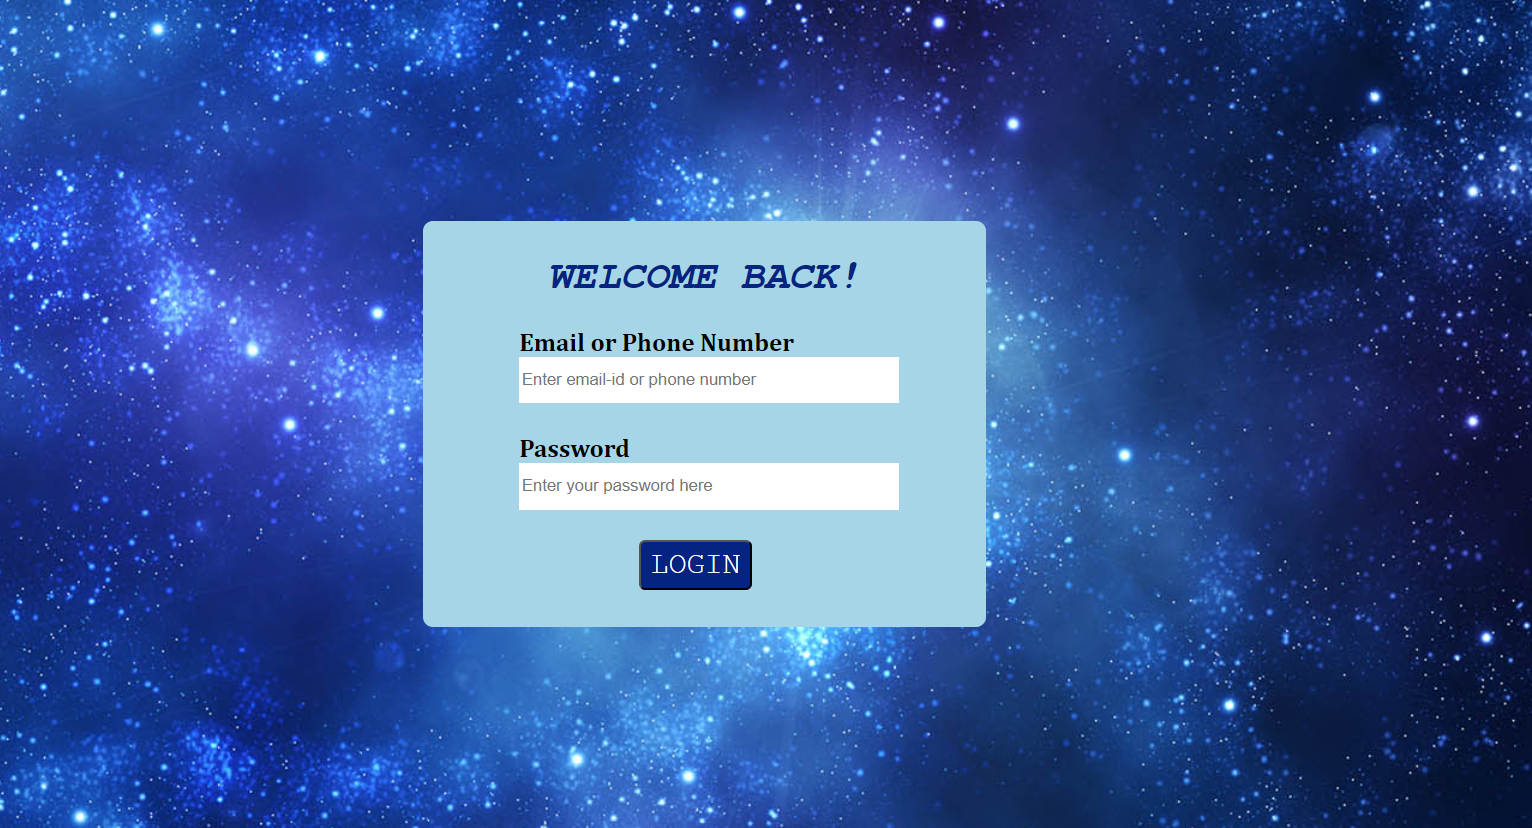 WELCOME BACK!
Email or Phone Number
Enter email-id or phone number
Password
Enter your password here
LOGIN